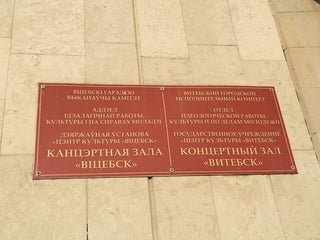 ВІЦЕБСКІ ГАРАДСКІ
ВЫКАНАЎЧЫ КАМІТЭТ
АДДЗЕЛ
ІДЭАЛАГІЧНАЙ РАБОТЫ,
КУЛЬТУРЫ І ПА СПРАВАХ МОЛАДЗІ
ДЗЯРЖАЎНАЯ ЎСТАНОВА
«ЦЭНТР КУЛЬТУРЫ «ВІЦЕБСК»
КАНЦЭРТНАЯ ЗАЛА
«ВІЦЕБСК»
ВИТЕБСКИЙ ГОРОДСКОЙ
ИСПОЛНИТЕЛЬНЫЙ КОМИТЕТ
ОТДЕЛ
ИДЕОЛОГИЧЕСКОЙ РАБОТЫ,
КУЛЬТУРЫ И ПО ДЕЛАМ МОЛОДЕЖИ
ГОСУДАРСТВЕННОЕ УЧРЕЖДЕНИЕ
«ЦЕНТР КУЛЬТУРЫ «ВИТЕБСК»
КОНЦЕРТНЫЙ ЗАЛ
«ВИТЕБСК»